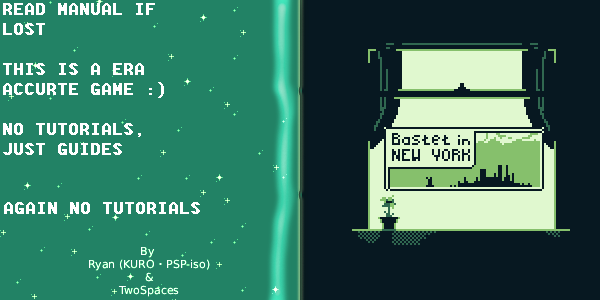 READ MANUAL IF
LOST
THIS IS A ERA
ACCURTE GAME :)
NO TUTORIALS,
JUST GUIDES
AGAIN NO TUTORIALS
By
Ryan (KURO - PSP-iso)
&
TwoSpaces
Bastet in
NEW YORK